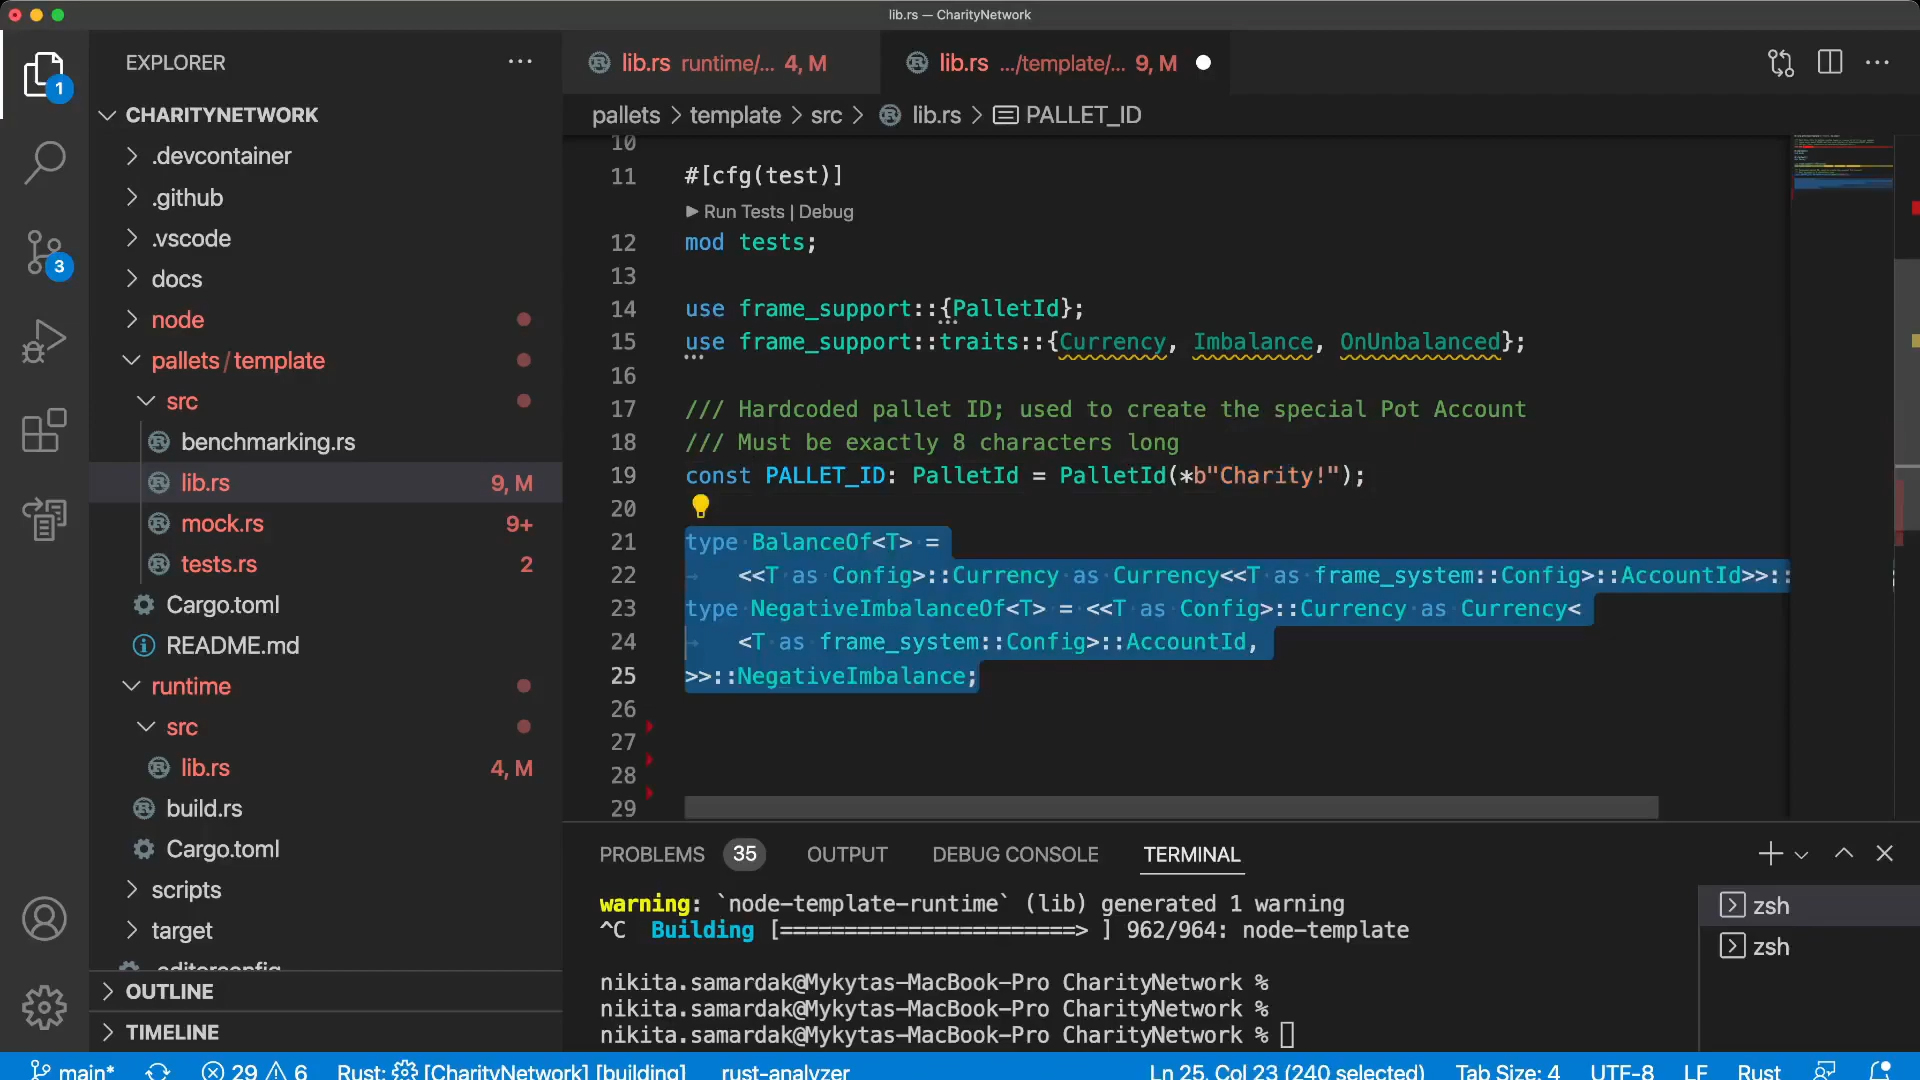 lib.rs — CharityNetwork
EXPLORER
lib.rs runtime/... 4, M
lib.rs .../template/... 9, M
1
CHARITYNETWORK
pallets > template > src > lib.rs > PALLET_ID
.devcontainer
.github
.vscode
docs
node
pallets / template
src
benchmarking.rs
lib.rs 9, M
mock.rs 9+
tests.rs 2
Cargo.toml
README.md
runtime
src
lib.rs 4, M
build.rs
Cargo.toml
scripts
target
.editorconfig
OUTLINE
TIMELINE
3
10
11 #[cfg(test)]
Run Tests | Debug
12 mod tests;
13
14 use frame_support::{PalletId};
15 use frame_support::traits::{Currency, Imbalance, OnUnbalanced};
16
17 /// Hardcoded pallet ID; used to create the special Pot Account
18 /// Must be exactly 8 characters long
19 const PALLET_ID: PalletId = PalletId(*b"Charity!");
20
21 type BalanceOf<T> =
22 <<T as Config>::Currency as Currency<<T as frame_system::Config>::AccountId>>::
23 type NegativeImbalanceOf<T> = <<T as Config>::Currency as Currency<
24 <T as frame_system::Config>::AccountId,
25 >>::NegativeImbalance;
26
27
28
29
PROBLEMS 35 OUTPUT DEBUG CONSOLE TERMINAL
warning: `node-template-runtime` (lib) generated 1 warning
^C Building [=======================> ] 962/964: node-template
nikita.samardak@Mykytas-MacBook-Pro CharityNetwork %
nikita.samardak@Mykytas-MacBook-Pro CharityNetwork %
nikita.samardak@Mykytas-MacBook-Pro CharityNetwork %
zsh
zsh
main* 29 6 Rust: [CharityNetwork] [building] rust-analyzer Ln 25, Col 23 (240 selected) Tab Size: 4 UTF-8 LF Rust